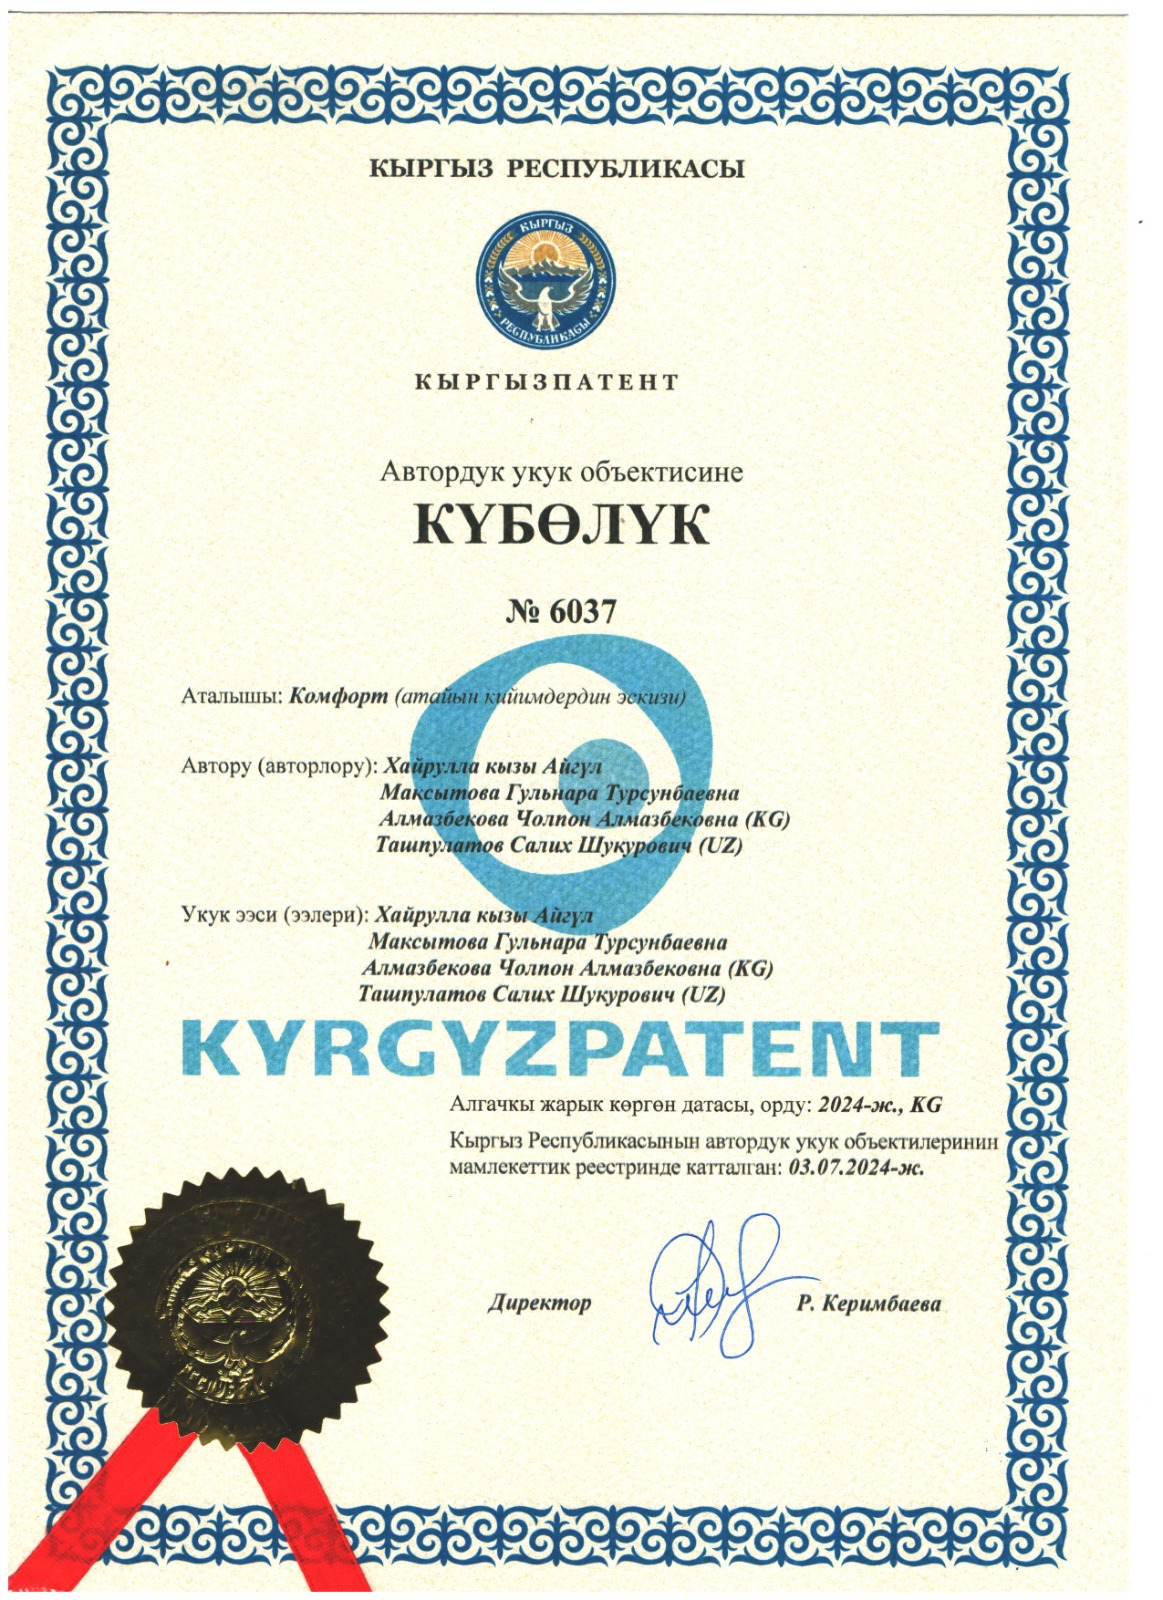 КЫРГЫЗ РЕСПУБЛИКАСЫ
КЫРГЫЗ
РЕСПУБЛИКАСЫ
КЫРГЫЗПАТЕНТ
Автордук укук объектисине
КҮБӨЛҮК
№ 6037
Аталышы: Комфорт (атайын кийимдердин эскизи)
Автору (авторлору): Хайрулла кызы Айгүл
Максытова Гульнара Турсунбаевна
Алмазбекова Чолпон Алмазбековна (KG)
Ташпулатов Салих Шукурович (UZ)
Укук ээси (ээлери): Хайрулла кызы Айгүл
Максытова Гульнара Турсунбаевна
Алмазбекова Чолпон Алмазбековна (KG)
Ташпулатов Салих Шукурович (UZ)
KYRGYZPATENT
Алгачкы жарык көргөн датасы, орду: 2024-ж., KG
Кыргыз Республикасынын автордук укук объектилеринин
мамлекеттик реестринде катталган: 03.07.2024-ж.
Директор Р. Керимбаева